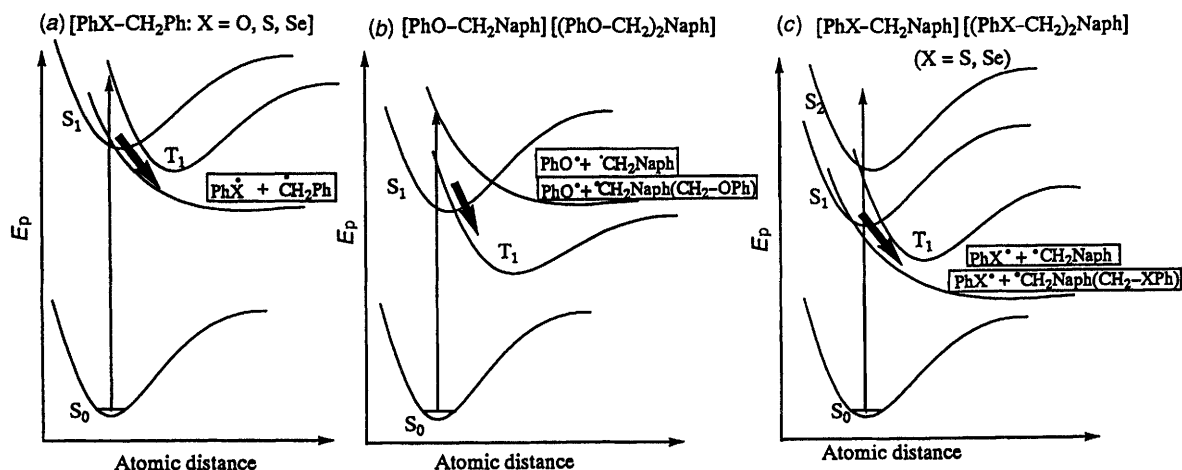 (a) [PhX–CH₂Ph: X = O, S, Se]
S₁
T₁
PhẊ + ĊH₂Ph
Eₚ
S₀
Atomic distance
(b) [PhO–CH₂Naph] [(PhO–CH₂)₂Naph]
S₁
PhO• + •CH₂Naph
PhO• + •CH₂Naph(CH₂–OPh)
T₁
Eₚ
S₀
Atomic distance
(c) [PhX–CH₂Naph] [(PhX–CH₂)₂Naph]
(X = S, Se)
S₂
S₁
T₁
PhX• + •CH₂Naph
PhX• + •CH₂Naph(CH₂–XPh)
Eₚ
S₀
Atomic distance